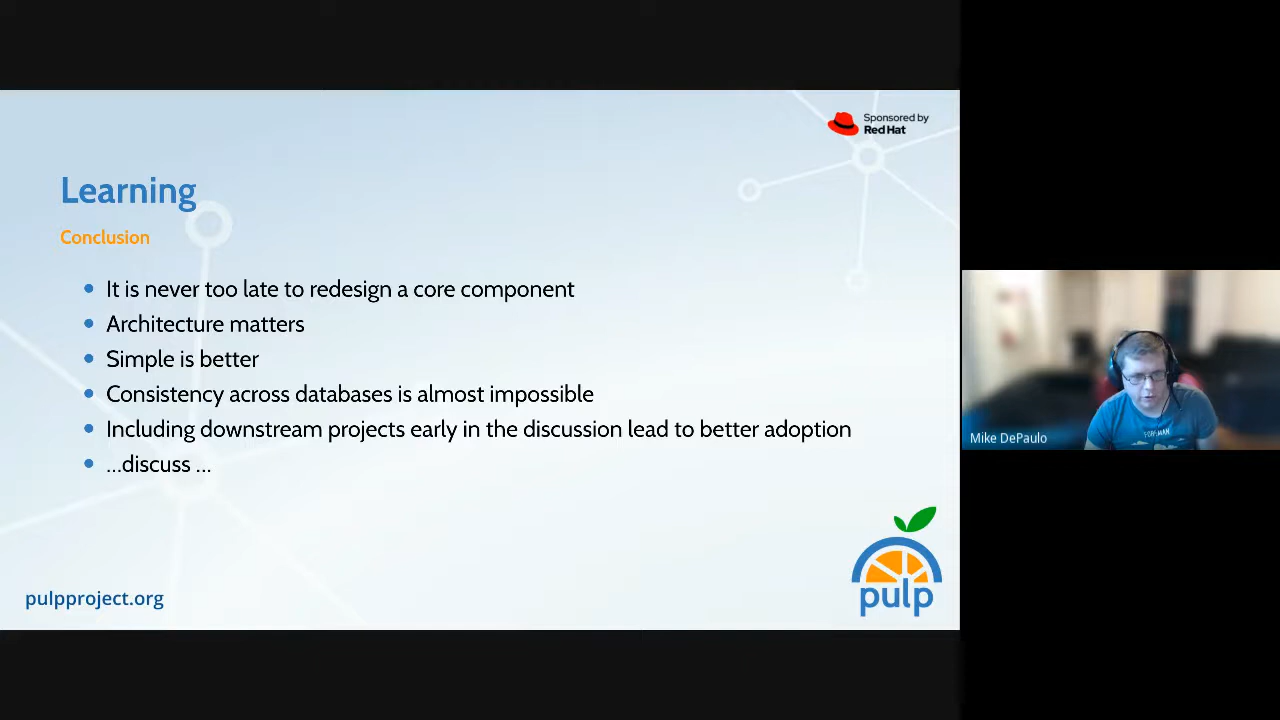 Sponsored by
Red Hat
Learning
Conclusion
It is never too late to redesign a core component
Architecture matters
Simple is better
Consistency across databases is almost impossible
Including downstream projects early in the discussion lead to better adoption
...discuss ...
pulpproject.org
pulp
Mike DePaulo